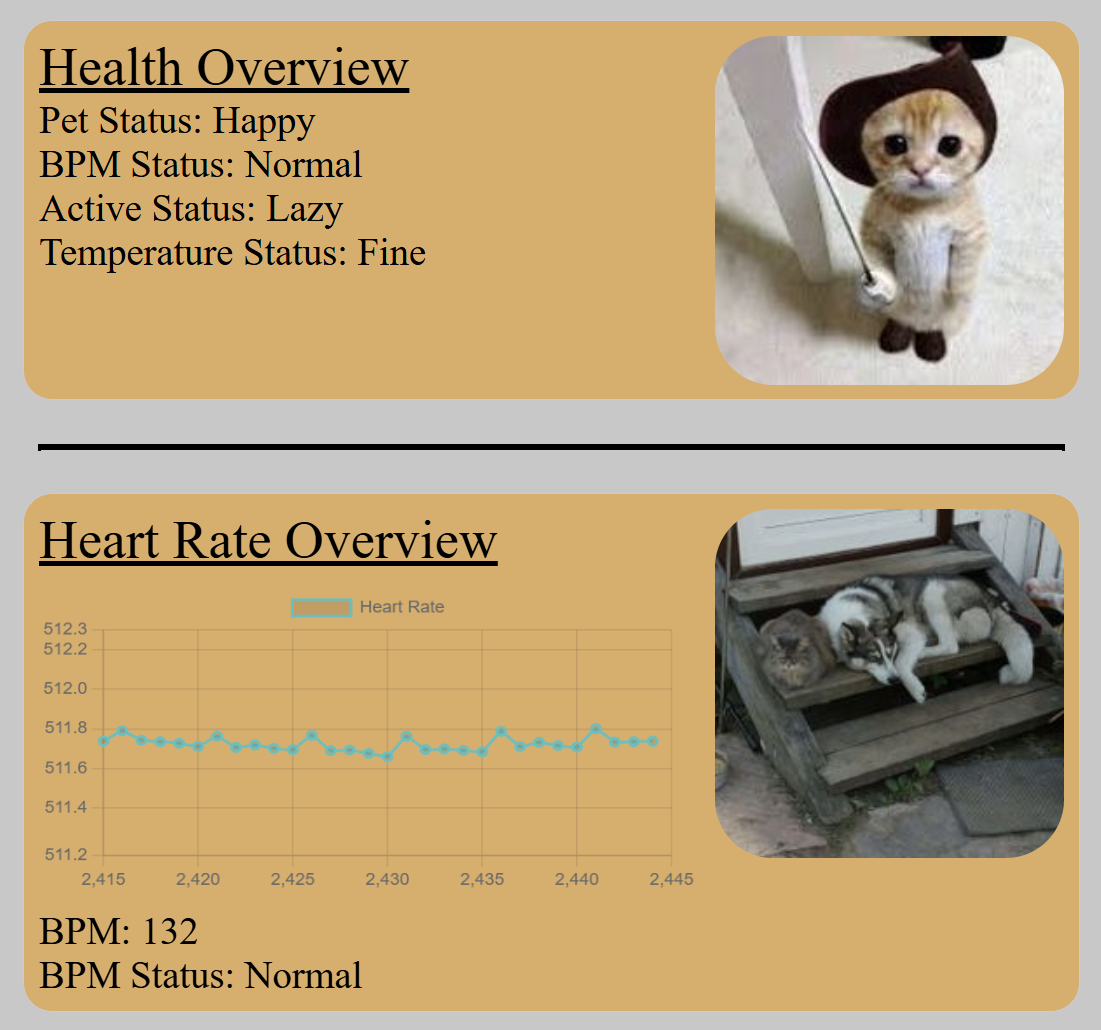 Health Overview
Pet Status: Happy
BPM Status: Normal
Active Status: Lazy
Temperature Status: Fine
Heart Rate Overview
Heart Rate
512.3
512.2
512.0
511.8
511.6
511.4
511.2
2,415 2,420 2,425 2,430 2,435 2,440 2,445
BPM: 132
BPM Status: Normal